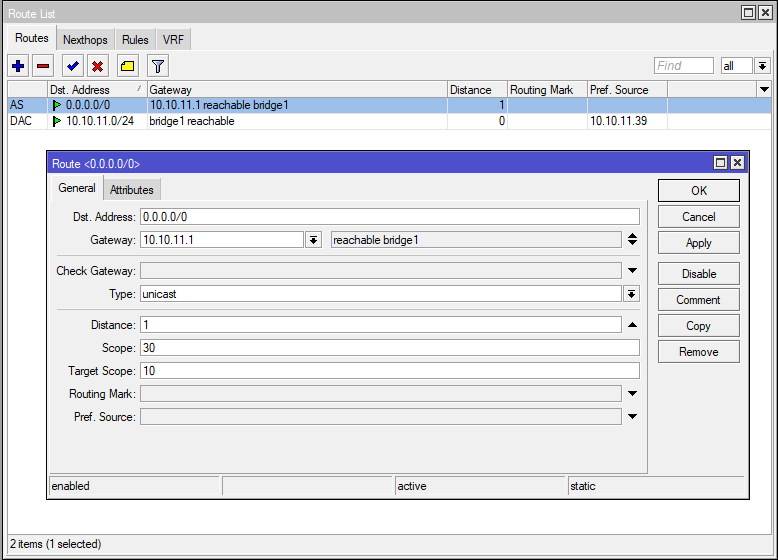 Route List
Routes Nexthops Rules VRF
Find all
Dst. Address Gateway Distance Routing Mark Pref. Source
AS 0.0.0.0/0 10.10.11.1 reachable bridge1 1
DAC 10.10.11.0/24 bridge1 reachable 0 10.10.11.39
Route <0.0.0.0/0>
General Attributes
OK
Dst. Address: 0.0.0.0/0
Cancel
Gateway: 10.10.11.1 reachable bridge1
Apply
Check Gateway:
Disable
Type: unicast
Comment
Distance: 1
Copy
Scope: 30
Remove
Target Scope: 10
Routing Mark:
Pref. Source:
enabled active static
2 items (1 selected)